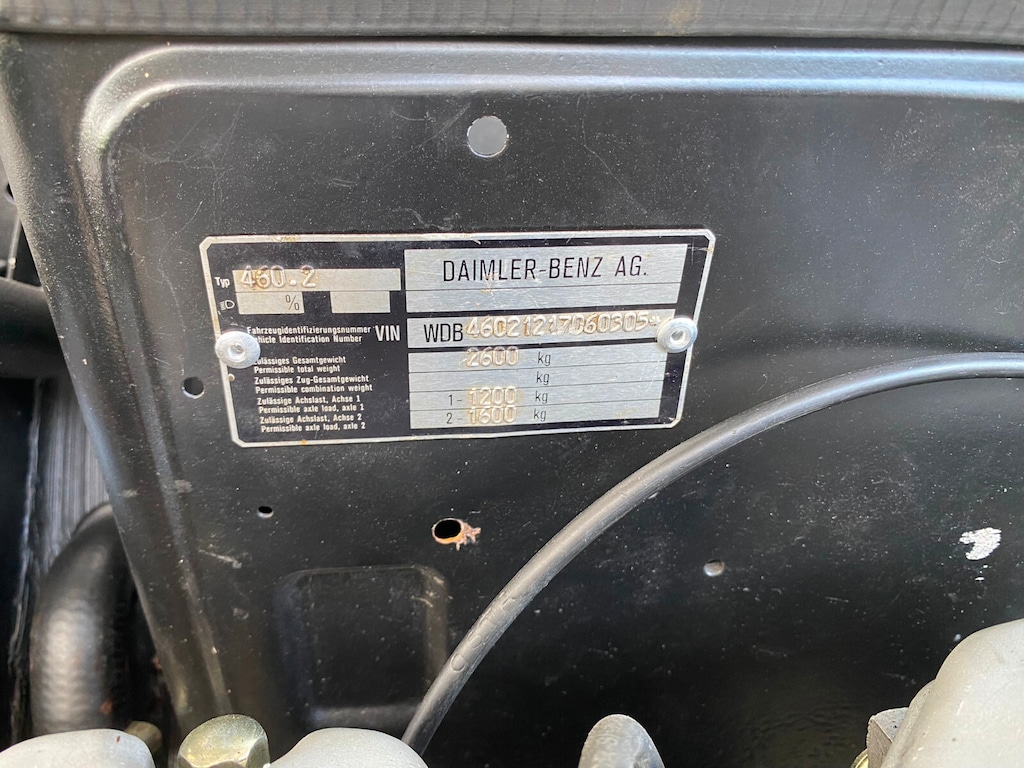 Typ 460.2
DAIMLER-BENZ AG.
%
Fahrzeugidentifizierungsnummer
Vehicle Identification Number VIN
WDB
Zulässiges Gesamtgewicht
Permissible total weight
2600 kg
Zulässiges Zug-Gesamtgewicht
Permissible combination weight
kg
Zulässige Achslast, Achse 1
Permissible axle load, axle 1
1- 1200 kg
Zulässige Achslast, Achse 2
Permissible axle load, axle 2
2- 1600 kg